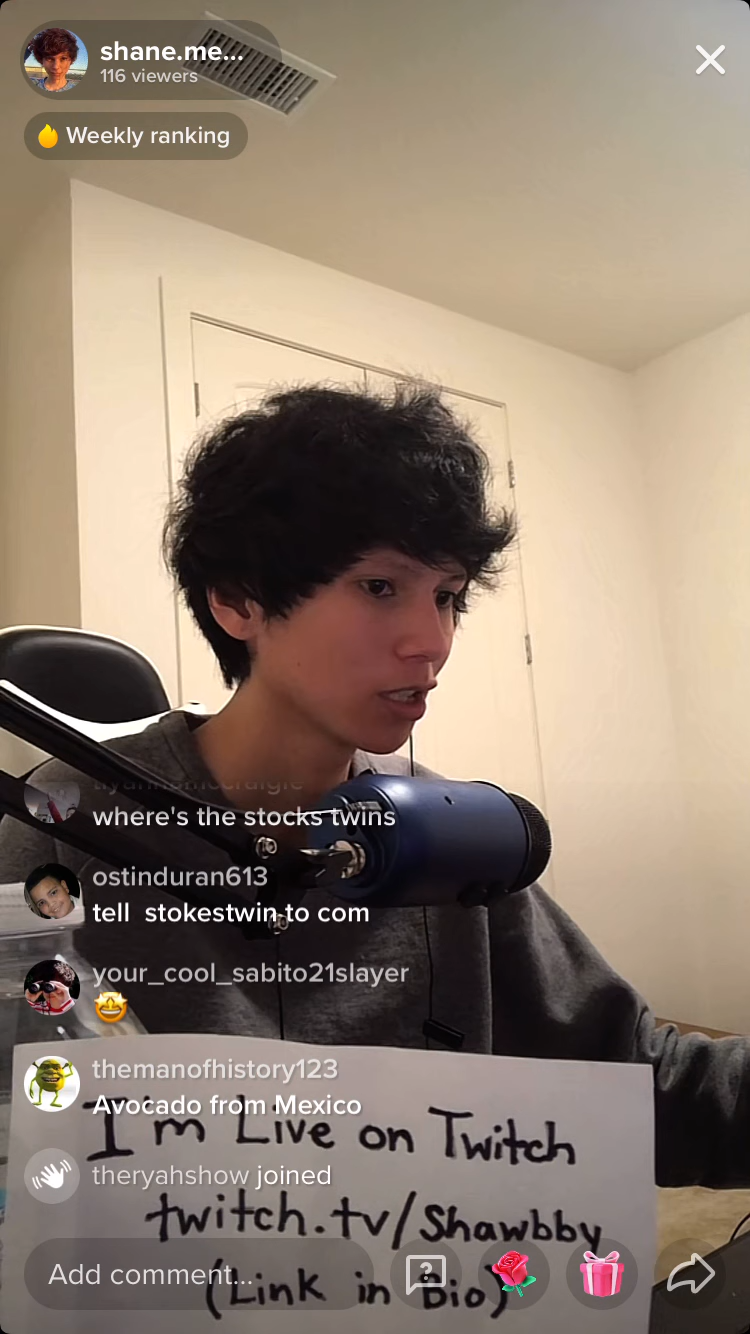 shane.me...
116 viewers
Weekly ranking
where's the stocks twins
ostinduran613
tell stokestwin to com
your_cool_sabito21slayer
themanofhistory123
Avocado from Mexico
I'm Live on Twitch
theryahshow joined
twitch.tv/Shawbby
Add comment...
(Link in Bio)